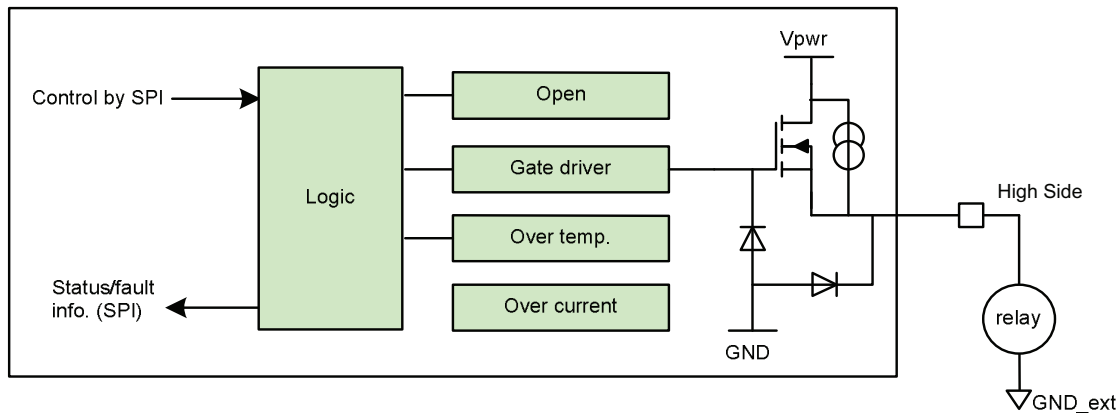 Vpwr
Control by SPI
Open
Gate driver
Logic
High Side
Over temp.
Status/fault
info. (SPI)
Over current
relay
GND
GND_ext